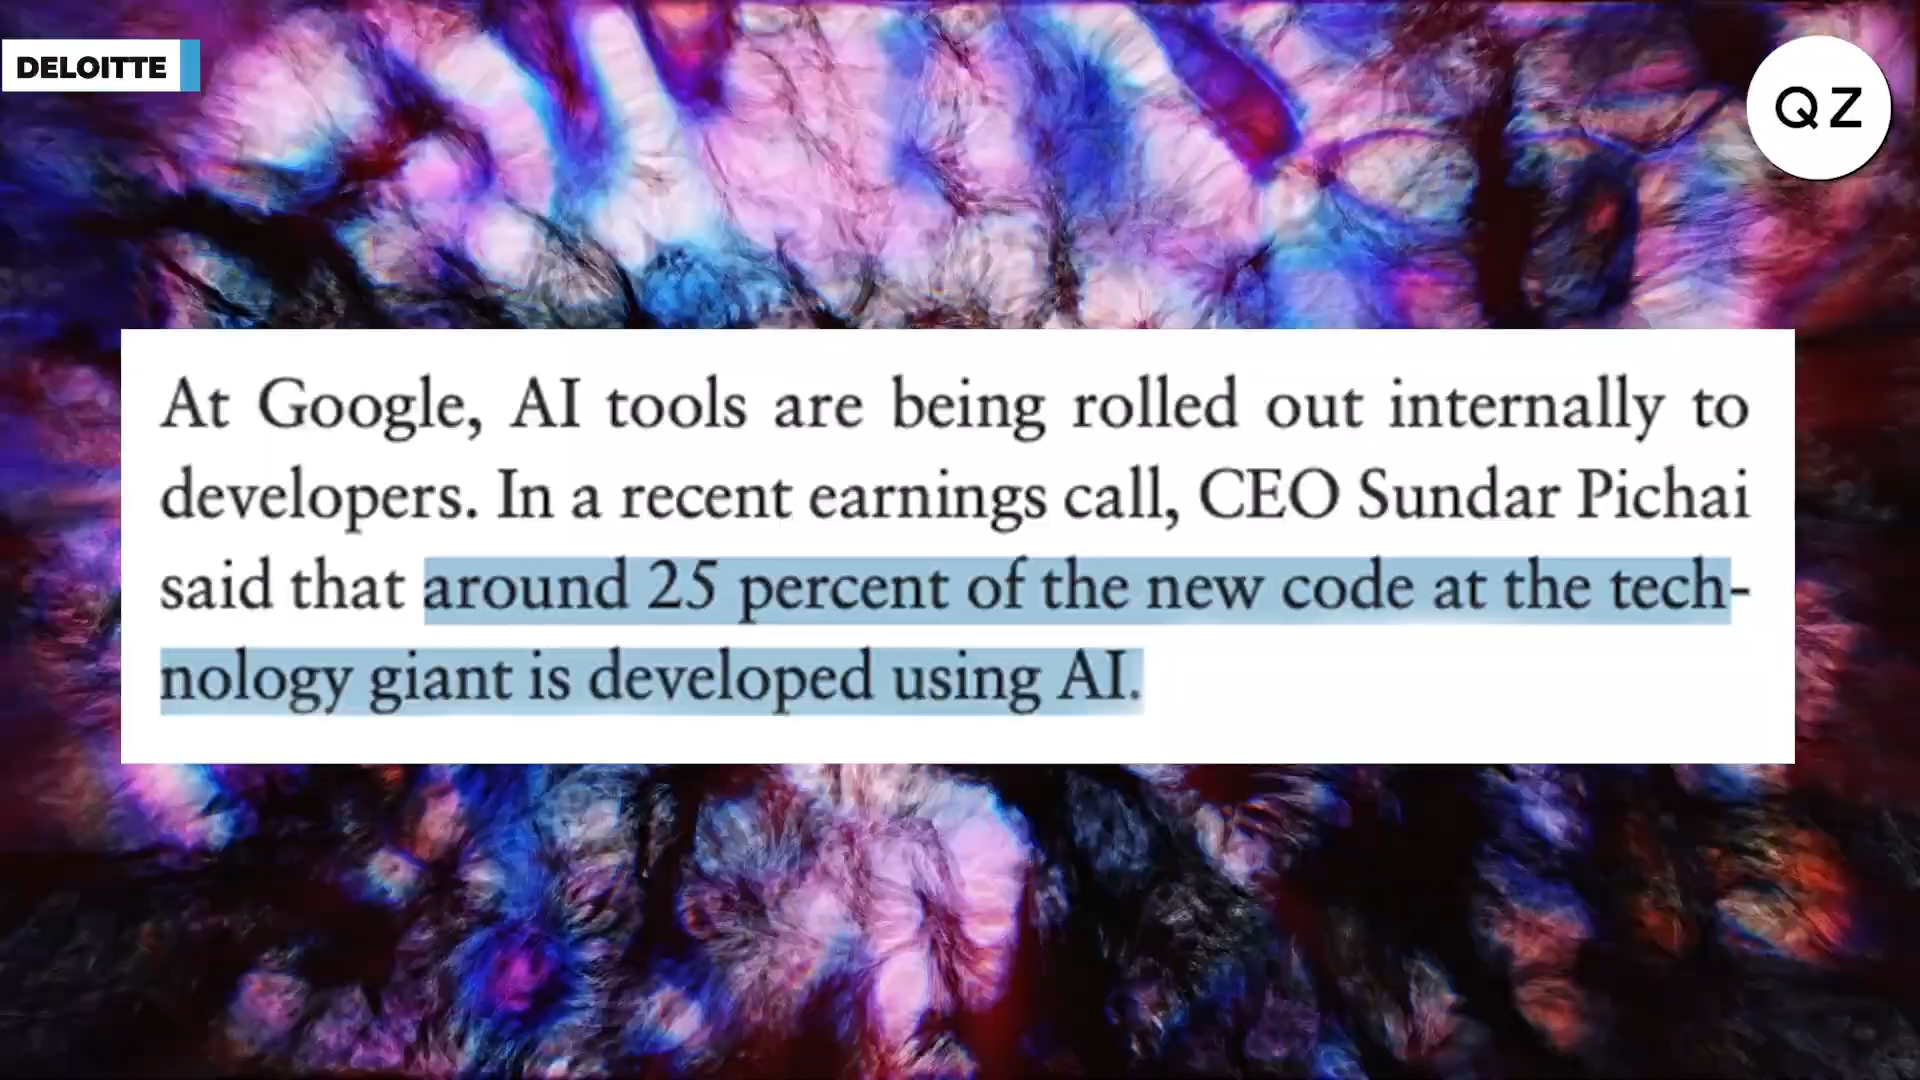 DELOITTE
QZ
At Google, AI tools are being rolled out internally to
developers. In a recent earnings call, CEO Sundar Pichai
said that around 25 percent of the new code at the tech-
nology giant is developed using AI.